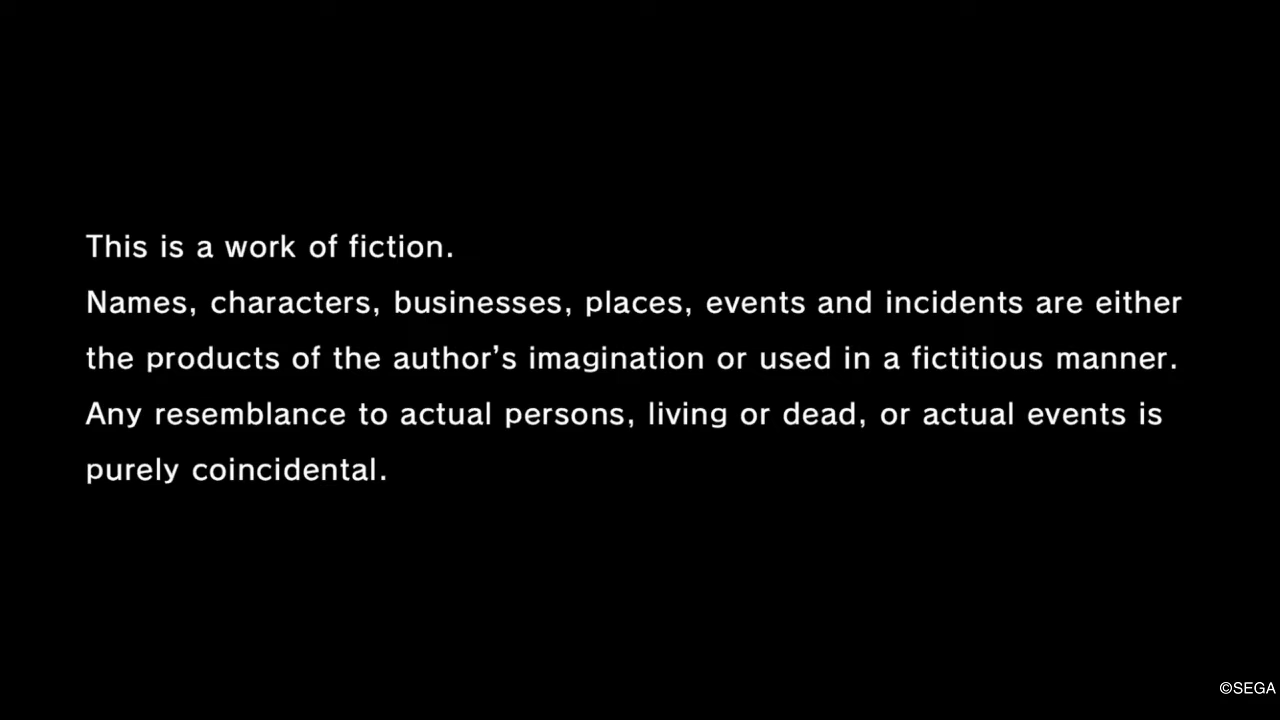 This is a work of fiction.
Names, characters, businesses, places, events and incidents are either
the products of the author’s imagination or used in a fictitious manner.
Any resemblance to actual persons, living or dead, or actual events is
purely coincidental.
©SEGA